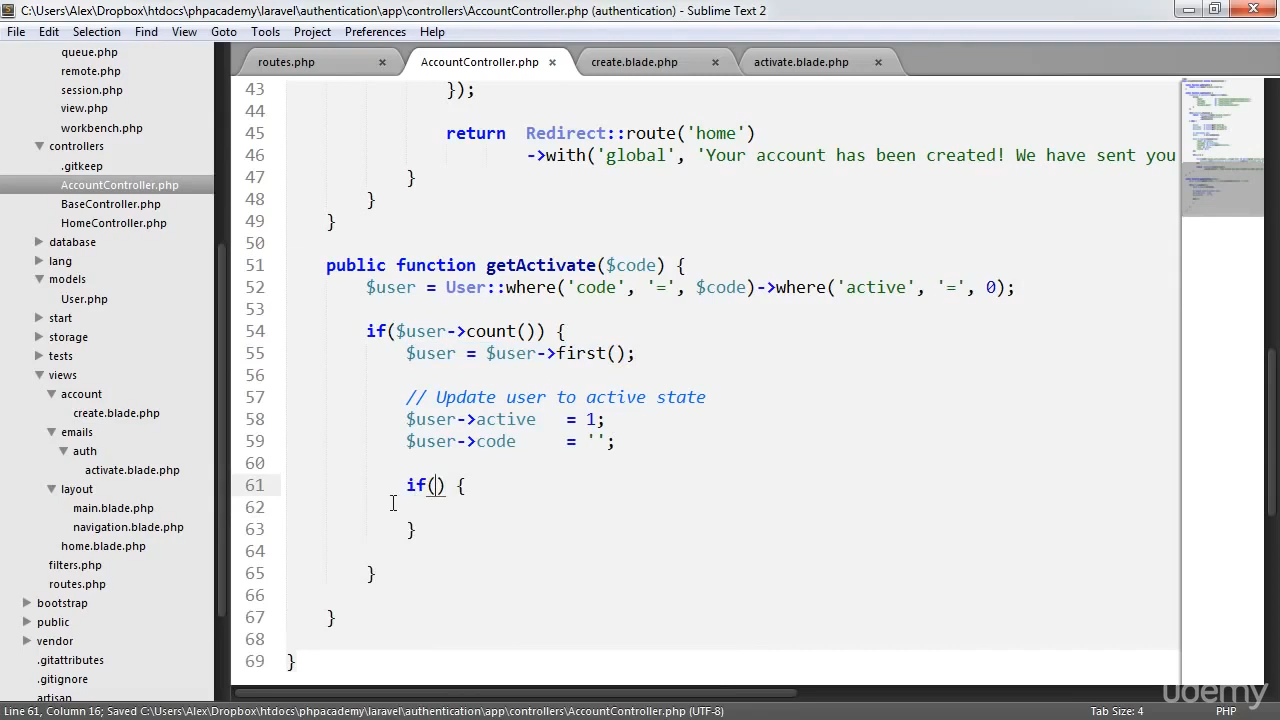 C:\Users\Alex\Dropbox\htdocs\phpacademy\laravel\authentication\app\controllers\AccountController.php (authentication) - Sublime Text 2
File Edit Selection Find View Goto Tools Project Preferences Help
queue.php
remote.php
session.php
view.php
workbench.php
controllers
.gitkeep
AccountController.php
BaseController.php
HomeController.php
database
lang
models
User.php
start
storage
tests
views
account
create.blade.php
emails
auth
activate.blade.php
layout
main.blade.php
navigation.blade.php
home.blade.php
filters.php
routes.php
bootstrap
public
vendor
.gitattributes
.gitignore
artisan
routes.php × AccountController.php × create.blade.php × activate.blade.php ×
43 });
44
45 return Redirect::route('home')
46 ->with('global', 'Your account has been created! We have sent you
47 }
48 }
49 }
50
51 public function getActivate($code) {
52 $user = User::where('code', '=', $code)->where('active', '=', 0);
53
54 if($user->count()) {
55 $user = $user->first();
56
57 // Update user to active state
58 $user->active = 1;
59 $user->code = '';
60
61 if() {
62
63 }
64
65 }
66
67 }
68
69 }
udemy
Line 61, Column 16; Saved C:\Users\Alex\Dropbox\htdocs\phpacademy\laravel\authentication\app\controllers\AccountController.php (UTF-8) Tab Size: 4 PHP